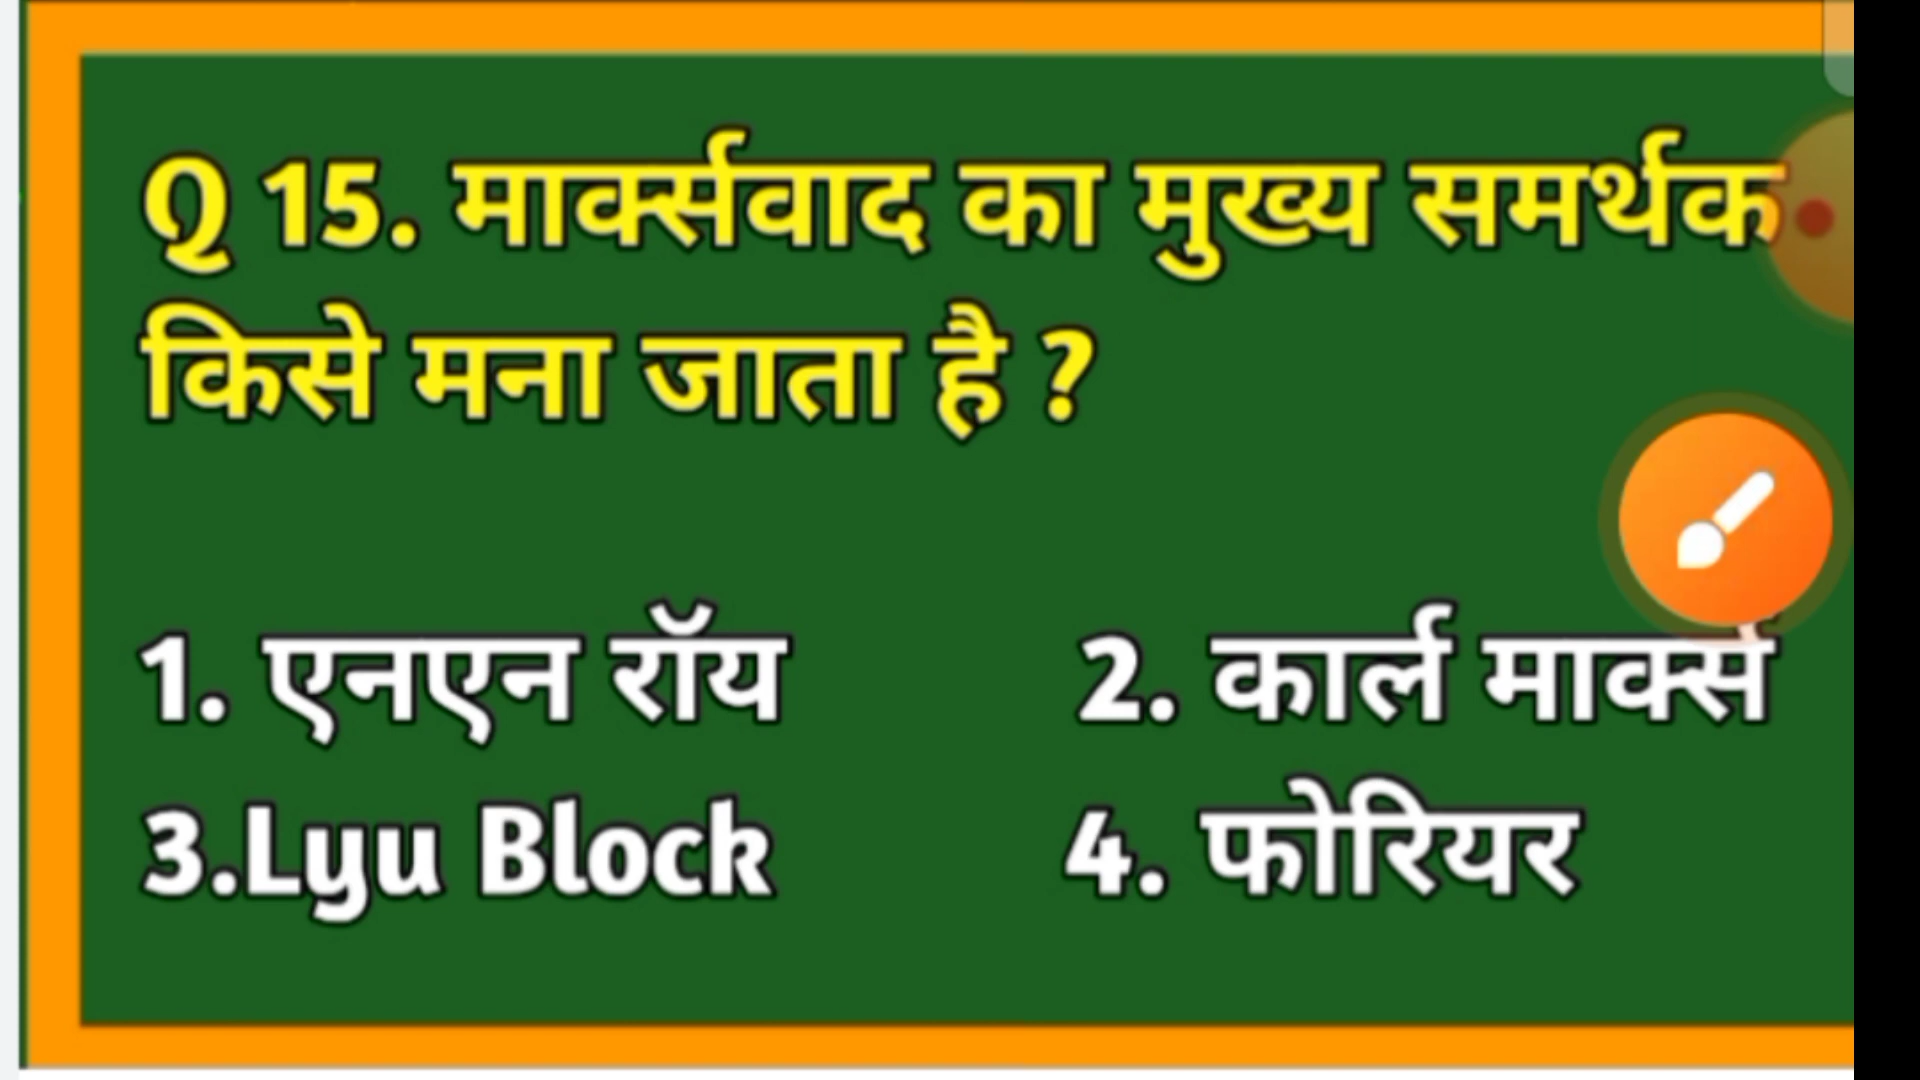 Q 15. मार्क्सवाद का मुख्य समर्थक
किसे मना जाता है ?
1. एनएन रॉय 2. कार्ल मार्क्स
3.Lyu Block 4. फोरियर